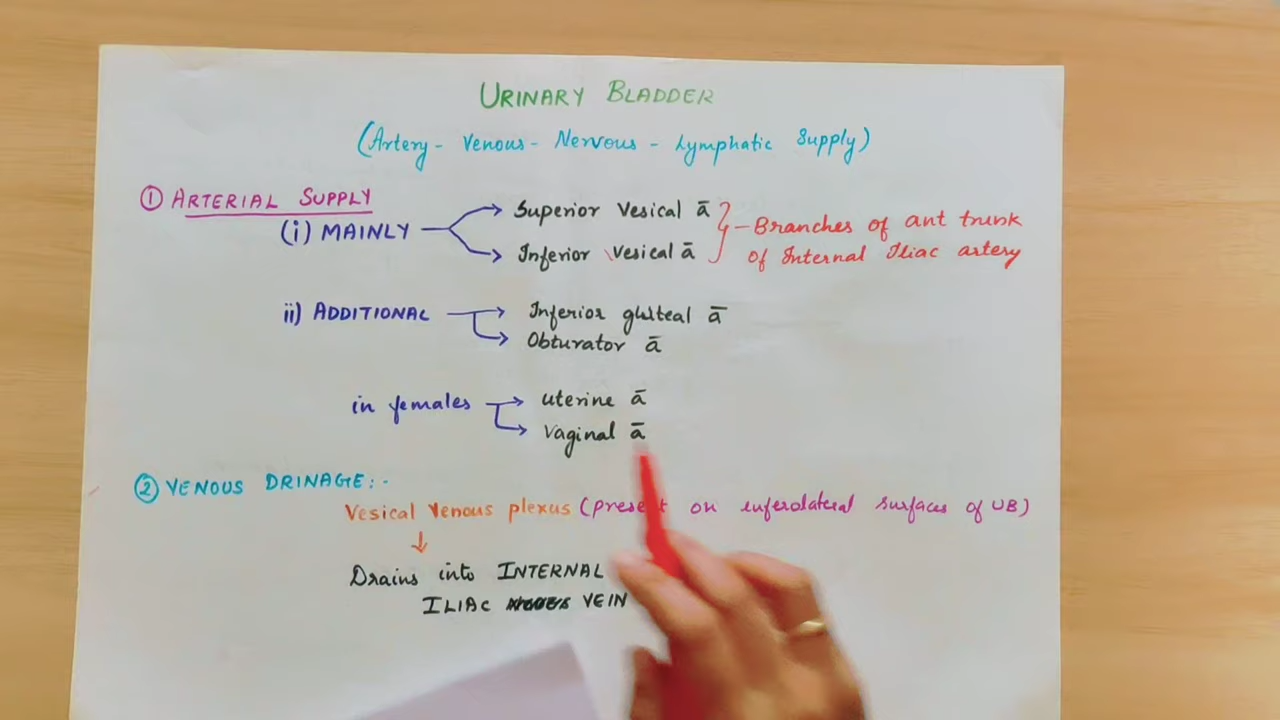 URINARY BLADDER
(Artery - Venous - Nervous - Lymphatic Supply)
① ARTERIAL SUPPLY
(i) MAINLY
Superior Vesical ā
Inferior Vesical ā
- Branches of ant trunk
of Internal Iliac artery
ii) ADDITIONAL
Inferior gluteal ā
Obturator ā
in females
uterine ā
Vaginal ā
② VENOUS DRINAGE:-
Vesical Venous plexus (present on inferolateral surfaces of UB)
Drains into INTERNAL
ILIAC VEIN